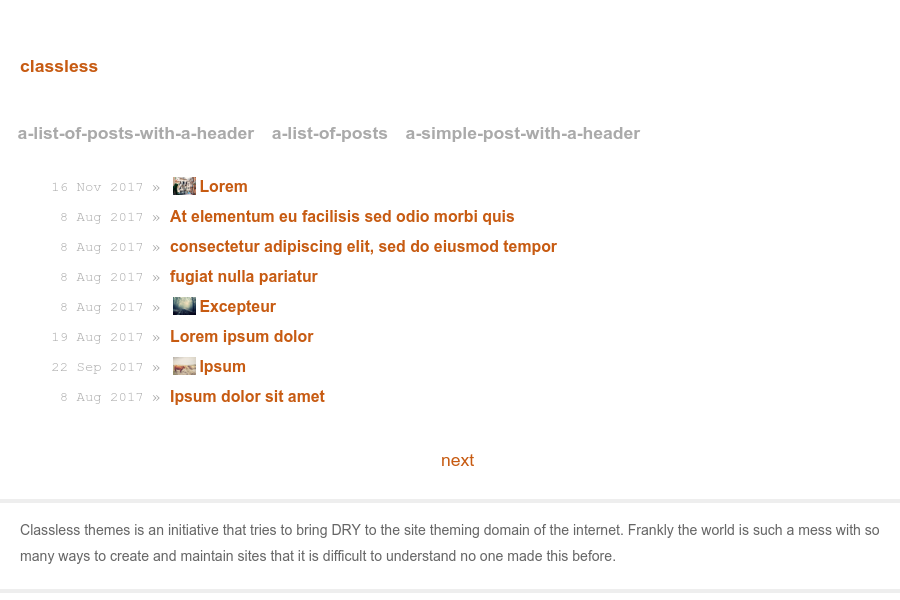 classless
a-list-of-posts-with-a-header a-list-of-posts a-simple-post-with-a-header
16 Nov 2017 » Lorem
8 Aug 2017 » At elementum eu facilisis sed odio morbi quis
8 Aug 2017 » consectetur adipiscing elit, sed do eiusmod tempor
8 Aug 2017 » fugiat nulla pariatur
8 Aug 2017 » Excepteur
19 Aug 2017 » Lorem ipsum dolor
22 Sep 2017 » Ipsum
8 Aug 2017 » Ipsum dolor sit amet
next
Classless themes is an initiative that tries to bring DRY to the site theming domain of the internet. Frankly the world is such a mess with so
many ways to create and maintain sites that it is difficult to understand no one made this before.